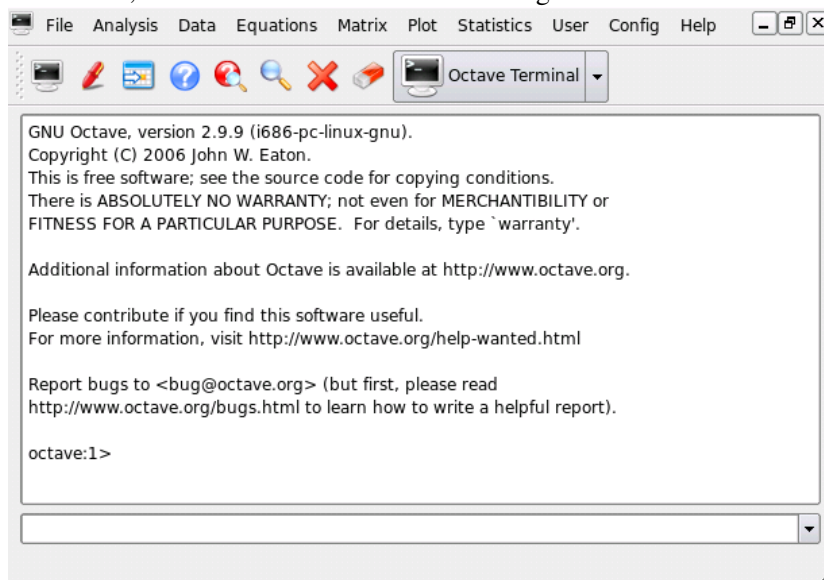 File Analysis Data Equations Matrix Plot Statistics User Config Help
Octave Terminal
GNU Octave, version 2.9.9 (i686-pc-linux-gnu).
Copyright (C) 2006 John W. Eaton.
This is free software; see the source code for copying conditions.
There is ABSOLUTELY NO WARRANTY; not even for MERCHANTIBILITY or
FITNESS FOR A PARTICULAR PURPOSE.  For details, type `warranty'.
Additional information about Octave is available at http://www.octave.org.
Please contribute if you find this software useful.
For more information, visit http://www.octave.org/help-wanted.html
Report bugs to <bug@octave.org> (but first, please read
http://www.octave.org/bugs.html to learn how to write a helpful report).
octave:1>